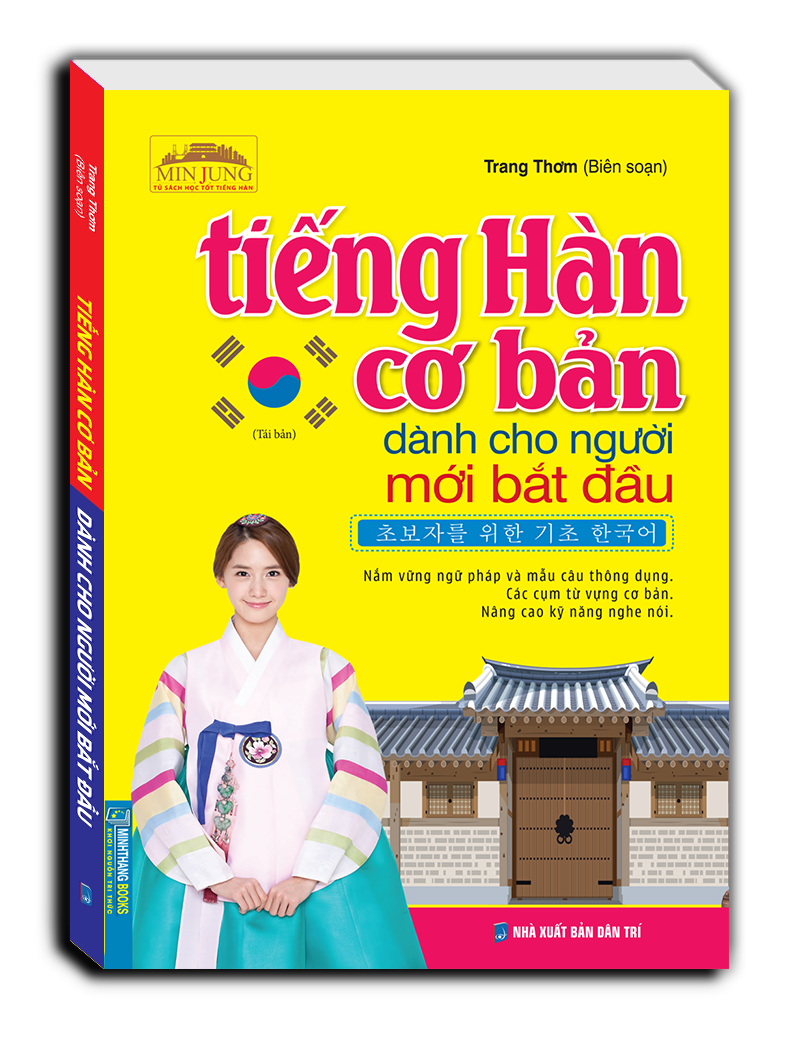 MIN JUNG
TỦ SÁCH HỌC TỐT TIẾNG HÀN
Trang Thơm (Biên soạn)
tiếng Hàn
cơ bản
(Tái bản)
dành cho người
mới bắt đầu
초보자를 위한 기초 한국어
Nắm vững ngữ pháp và mẫu câu thông dụng.
Các cụm từ vựng cơ bản.
Nâng cao kỹ năng nghe nói.
NHÀ XUẤT BẢN DÂN TRÍ
Trang Thơm
(Biên soạn)
TIẾNG HÀN CƠ BẢN
DÀNH CHO NGƯỜI MỚI BẮT ĐẦU
MINHTHANG BOOKS
KHƠI NGUỒN TRI THỨC